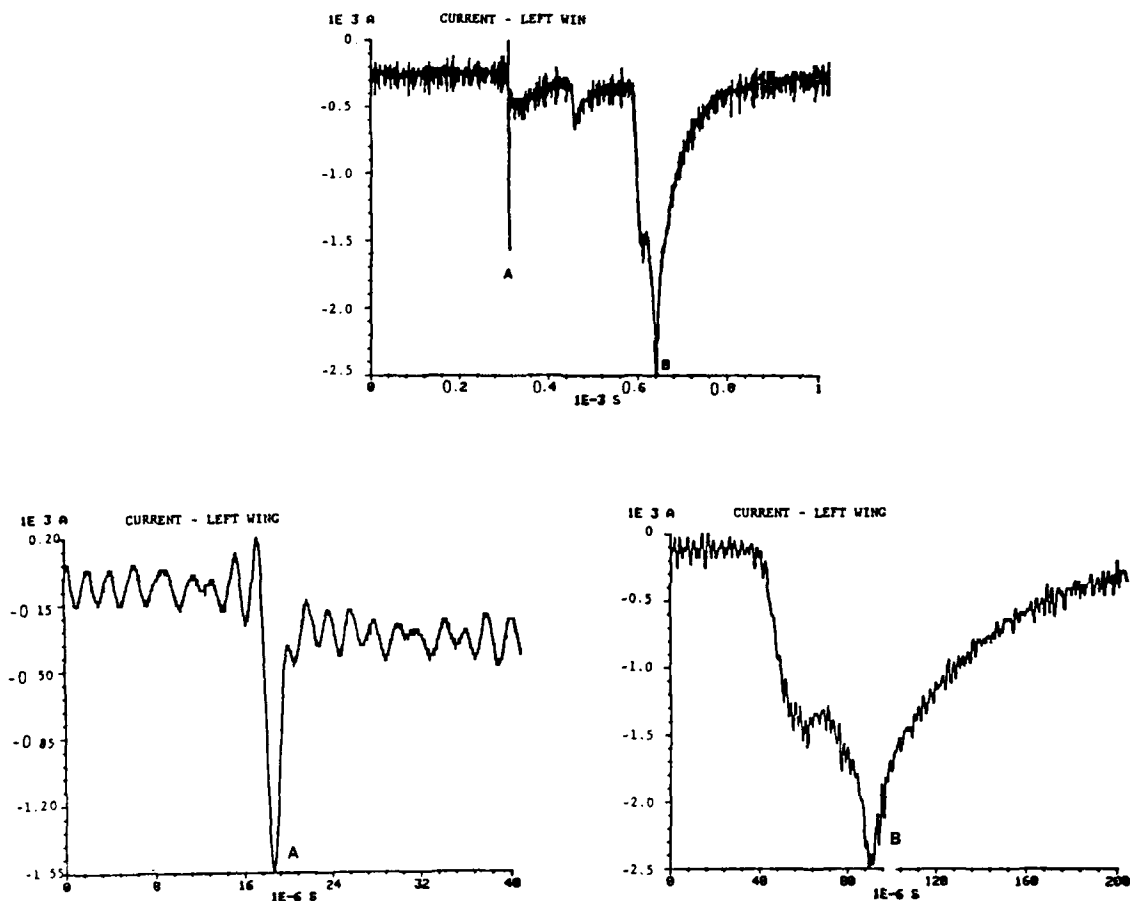 1E 3 A CURRENT - LEFT WIN
0.
-0.5
-1.0
-1.5
-2.0
-2.5
A
B
0 0.2 0.4 0.6 0.8 1
1E-3 S
1E 3 A CURRENT - LEFT WING
0.20
-0 15
-0 50
-0 85
-1.20
-1 55
A
0 8 16 24 32 40
1E-6 S
1E 3 A CURRENT - LEFT WING
0
-0.5
-1.0
-1.5
-2.0
-2.5
B
0 40 80 120 160 200
1E-6 S